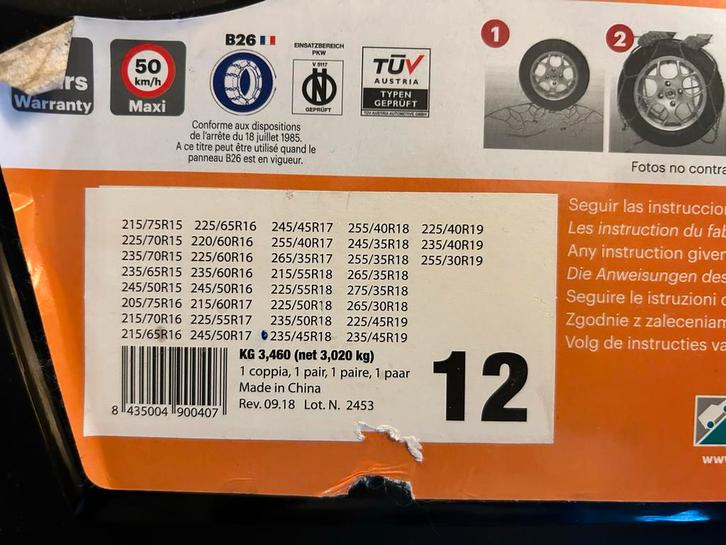 Warranty
50
km/h
Maxi
B26
Conforme aux dispositions
de l'arrête du 18 juillet 1985.
A ce titre peut être utilisé quand le
panneau B26 est en vigueur.
EINSATZBEREICH
PKW
V 5117
GEPRÜFT
TÜV
AUSTRIA
TYPEN
GEPRÜFT
TÜV AUSTRIA AUTOMOTIVE GMBH
1
2
Fotos no contra
215/75R15 225/65R16 245/45R17 255/40R18 225/40R19
225/70R15 220/60R16 255/40R17 245/35R18 235/40R19
235/70R15 225/60R16 265/35R17 255/35R18 255/30R19
235/65R15 235/60R16 215/55R18 265/35R18
245/50R15 245/50R16 225/55R18 275/35R18
205/75R16 215/60R17 225/50R18 265/30R18
215/70R16 225/55R17 235/50R18 225/45R19
215/65R16 245/50R17 235/45R18 235/45R19
KG 3,460 (net 3,020 kg)
1 coppia, 1 pair, 1 paire, 1 paar
Made in China
Rev. 09.18 Lot. N. 2453
8 435004 900407
12
Seguir las instruccion
Les instruction du fab
Any instruction given
Die Anweisungen des
Seguire le istruzioni d
Zgodnie z zaleceniam
Volg de instructies va
www